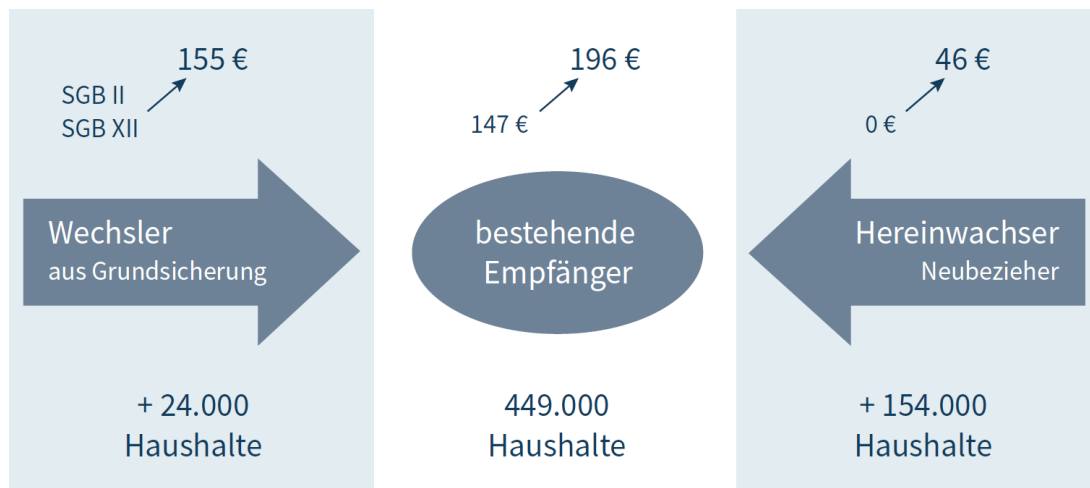 155 €
SGB II
SGB XII
Wechsler
aus Grundsicherung
+ 24.000
Haushalte
196 €
147 €
bestehende
Empfänger
449.000
Haushalte
46 €
0 €
Hereinwachser
Neubezieher
+ 154.000
Haushalte